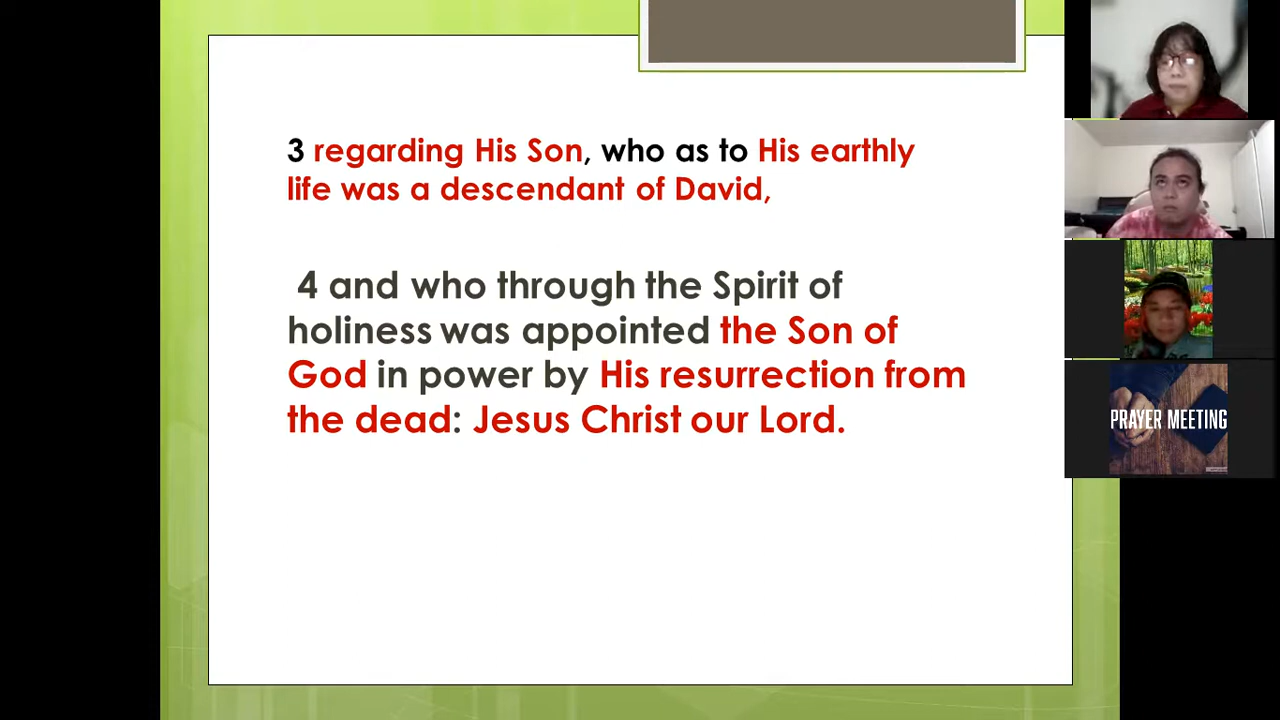 3 regarding His Son, who as to His earthly
life was a descendant of David,
4 and who through the Spirit of
holiness was appointed the Son of
God in power by His resurrection from
the dead: Jesus Christ our Lord.
PRAYER MEETING